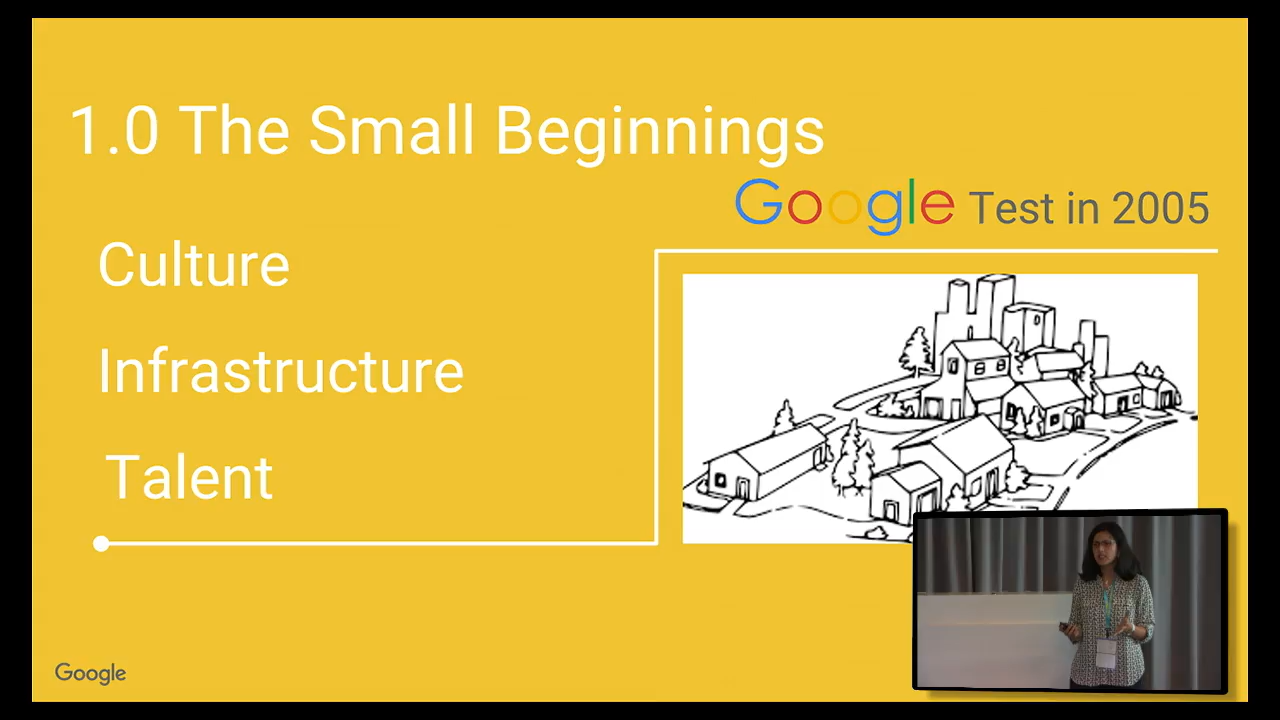 1.0 The Small Beginnings
Google Test in 2005
Culture
Infrastructure
Talent
Google